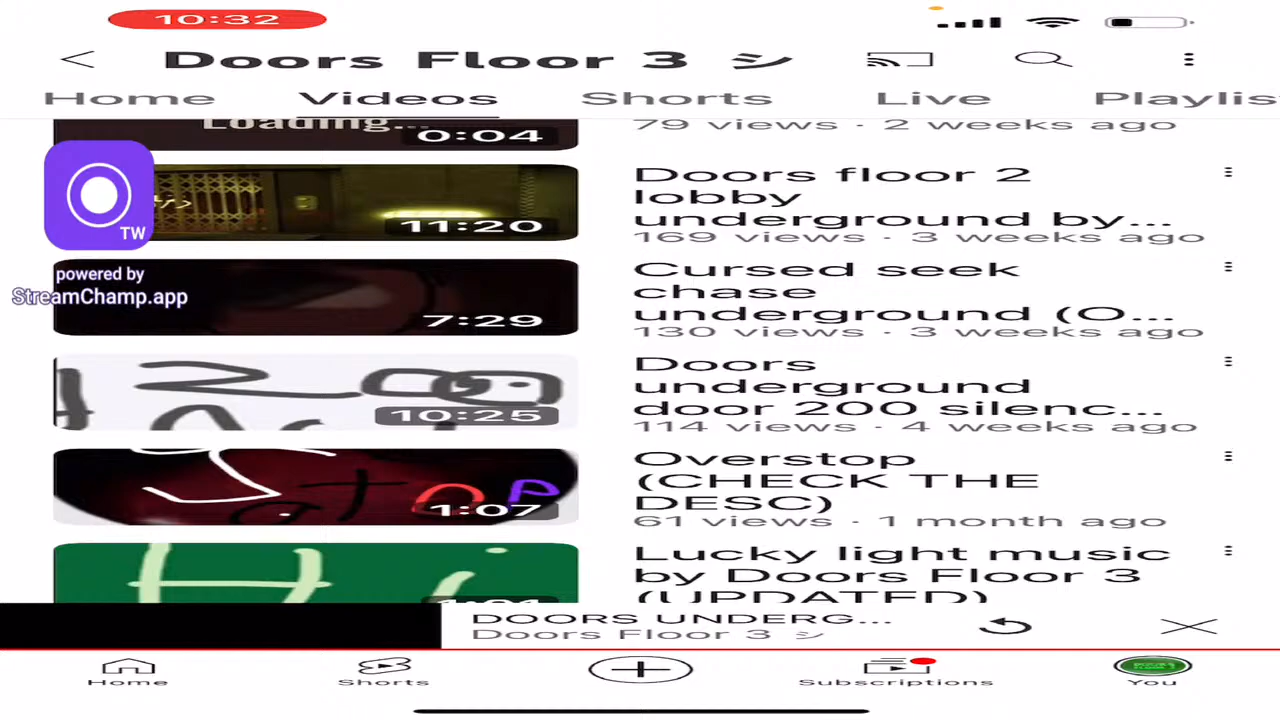 10:32
Doors Floor 3 シ
Home Videos Shorts Live Playlis
Loading...
0:04
79 views · 2 weeks ago
TW
powered by
StreamChamp.app
11:20
Doors floor 2
lobby
underground by...
169 views · 3 weeks ago
7:29
Cursed seek
chase
underground (O...
130 views · 3 weeks ago
10:25
Doors
underground
door 200 silenc...
114 views · 4 weeks ago
STOP
1:07
Overstop
(CHECK THE
DESC)
61 views · 1 month ago
Hi
Lucky light music
by Doors Floor 3
(UPDATED)
DOORS UNDERG...
Doors Floor 3 シ
Home Shorts Subscriptions You